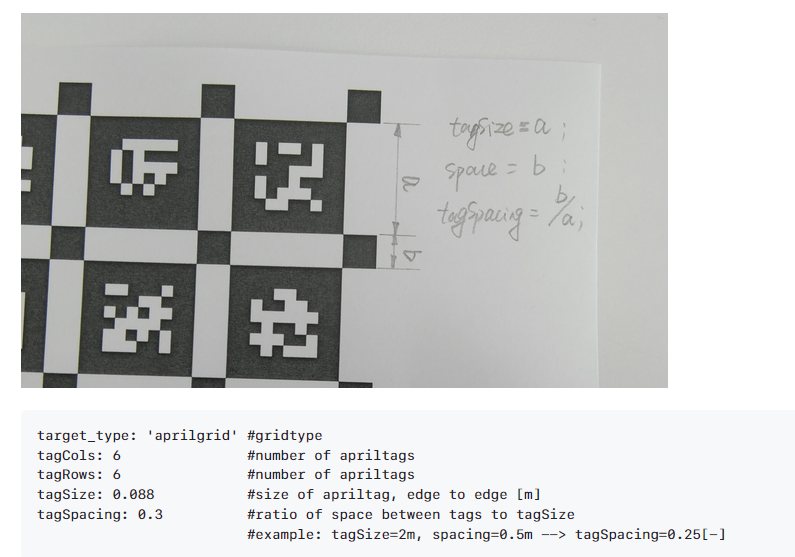 tagSize = a ;
space = b ;
tagSpacing = b/a;
a
b
target_type: 'aprilgrid' #gridtype
tagCols: 6 #number of apriltags
tagRows: 6 #number of apriltags
tagSize: 0.088 #size of apriltag, edge to edge [m]
tagSpacing: 0.3 #ratio of space between tags to tagSize
#example: tagSize=2m, spacing=0.5m —> tagSpacing=0.25[-]